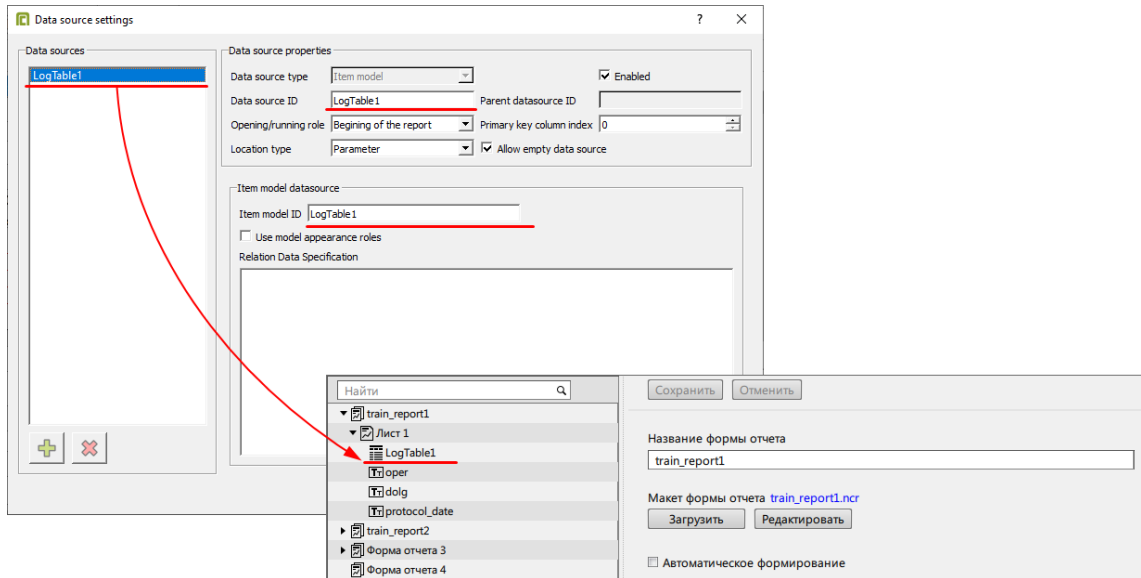 Data source settings
?
Data sources
LogTable1
Data source properties
Data source type Item model Enabled
Data source ID LogTable1 Parent datasource ID
Opening/running role Begining of the report Primary key column index 0
Location type Parameter Allow empty data source
Item model datasource
Item model ID LogTable1
Use model appearance roles
Relation Data Specification
Найти
train_report1
Лист 1
LogTable1
oper
dolg
protocol_date
train_report2
Форма отчета 3
Форма отчета 4
Сохранить Отменить
Название формы отчета
train_report1
Макет формы отчета train_report1.ncr
Загрузить Редактировать
Автоматическое формирование